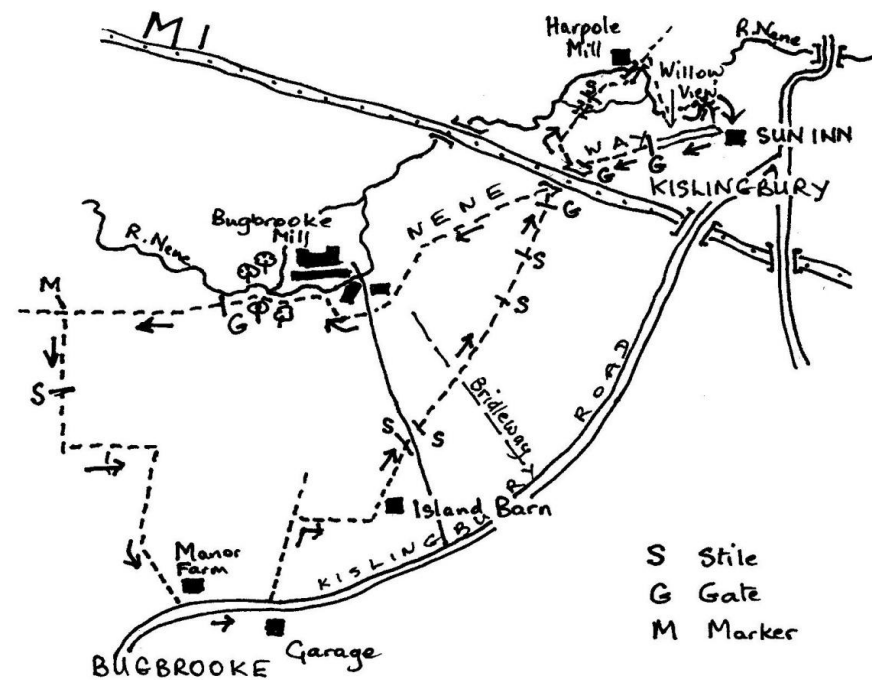 M1
Harpole
Mill
R. Nene
Willow
View
S
SUN INN
WAY
G
G
KISLINGBURY
NENE
G
Bugbrooke
Mill
R. Nene
S
M
G
S
S
ROAD
Bridleway
S
S
Island Barn
KISLINGBURY
Manor
Farm
S Stile
G Gate
M Marker
Garage
BUGBROOKE